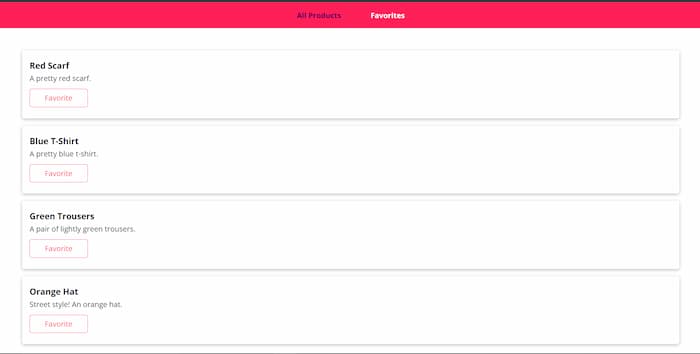 All Products Favorites
Red Scarf
A pretty red scarf.
Favorite
Blue T-Shirt
A pretty blue t-shirt.
Favorite
Green Trousers
A pair of lightly green trousers.
Favorite
Orange Hat
Street style! An orange hat.
Favorite